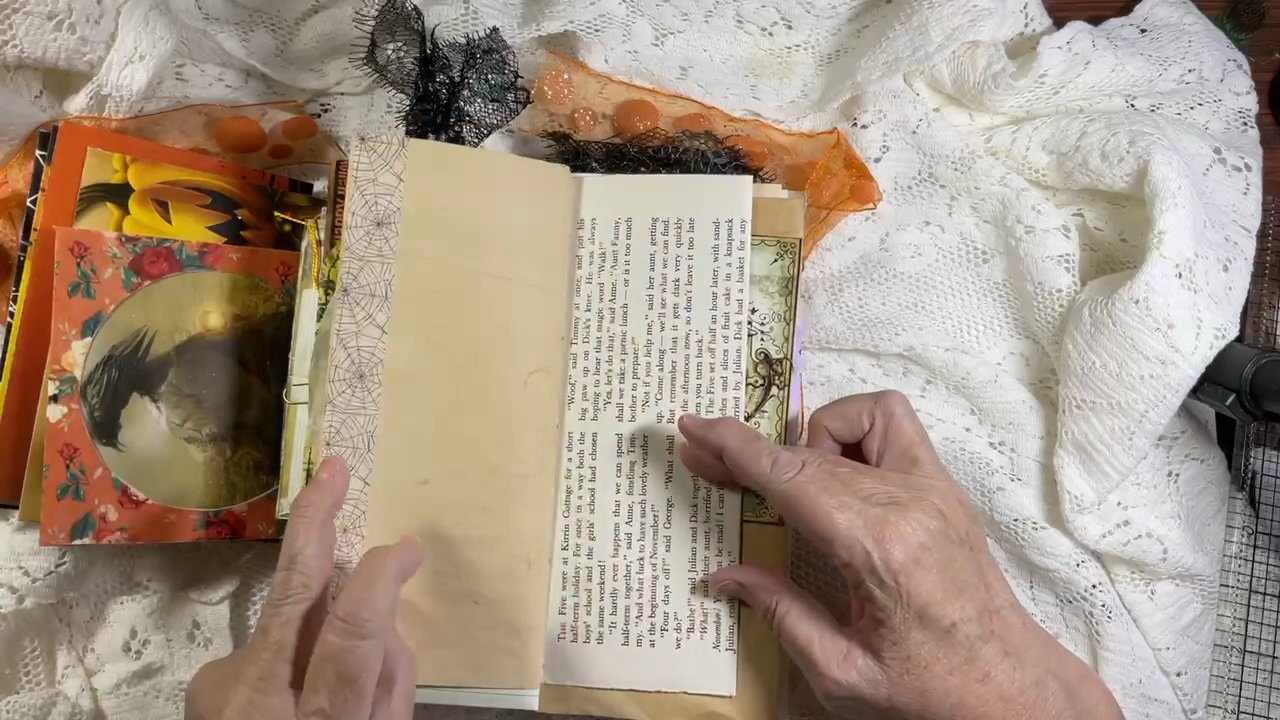 THE Five were at Kirrin Cottage for a short
half-term holiday. For once in a way both the
boys' school and the girls' school had chosen
the same weekend!
"It hardly ever happens that we can spend
half-term together," said Anne, fondling Tim-
my. "And what luck to have such lovely weather
at the beginning of November!"
"Four days off!" said George. "What shall
we do?"
"Bathe!" said Julian and Dick
"What!" said their aunt, horrified
November! be mad! I can't
Julian,
"Woof," said Timmy at once, and put his
big paw up on Dick's knee. He was always
hoping to hear that magic word "Walk!"
"Yes, let's do that," said Anne. "Aunt Fanny,
shall we take a picnic lunch — or is it too much
bother to prepare?"
"Not if you help me," said her aunt, getting
up. "Come along — we'll see what we can find.
But remember that it gets dark very quickly
the afternoon now, so don't leave it too late
you turn back."
The Five set off half an hour later, with sand-
and slices of fruit cake in a knapsack
by Julian. Dick had a basket for any